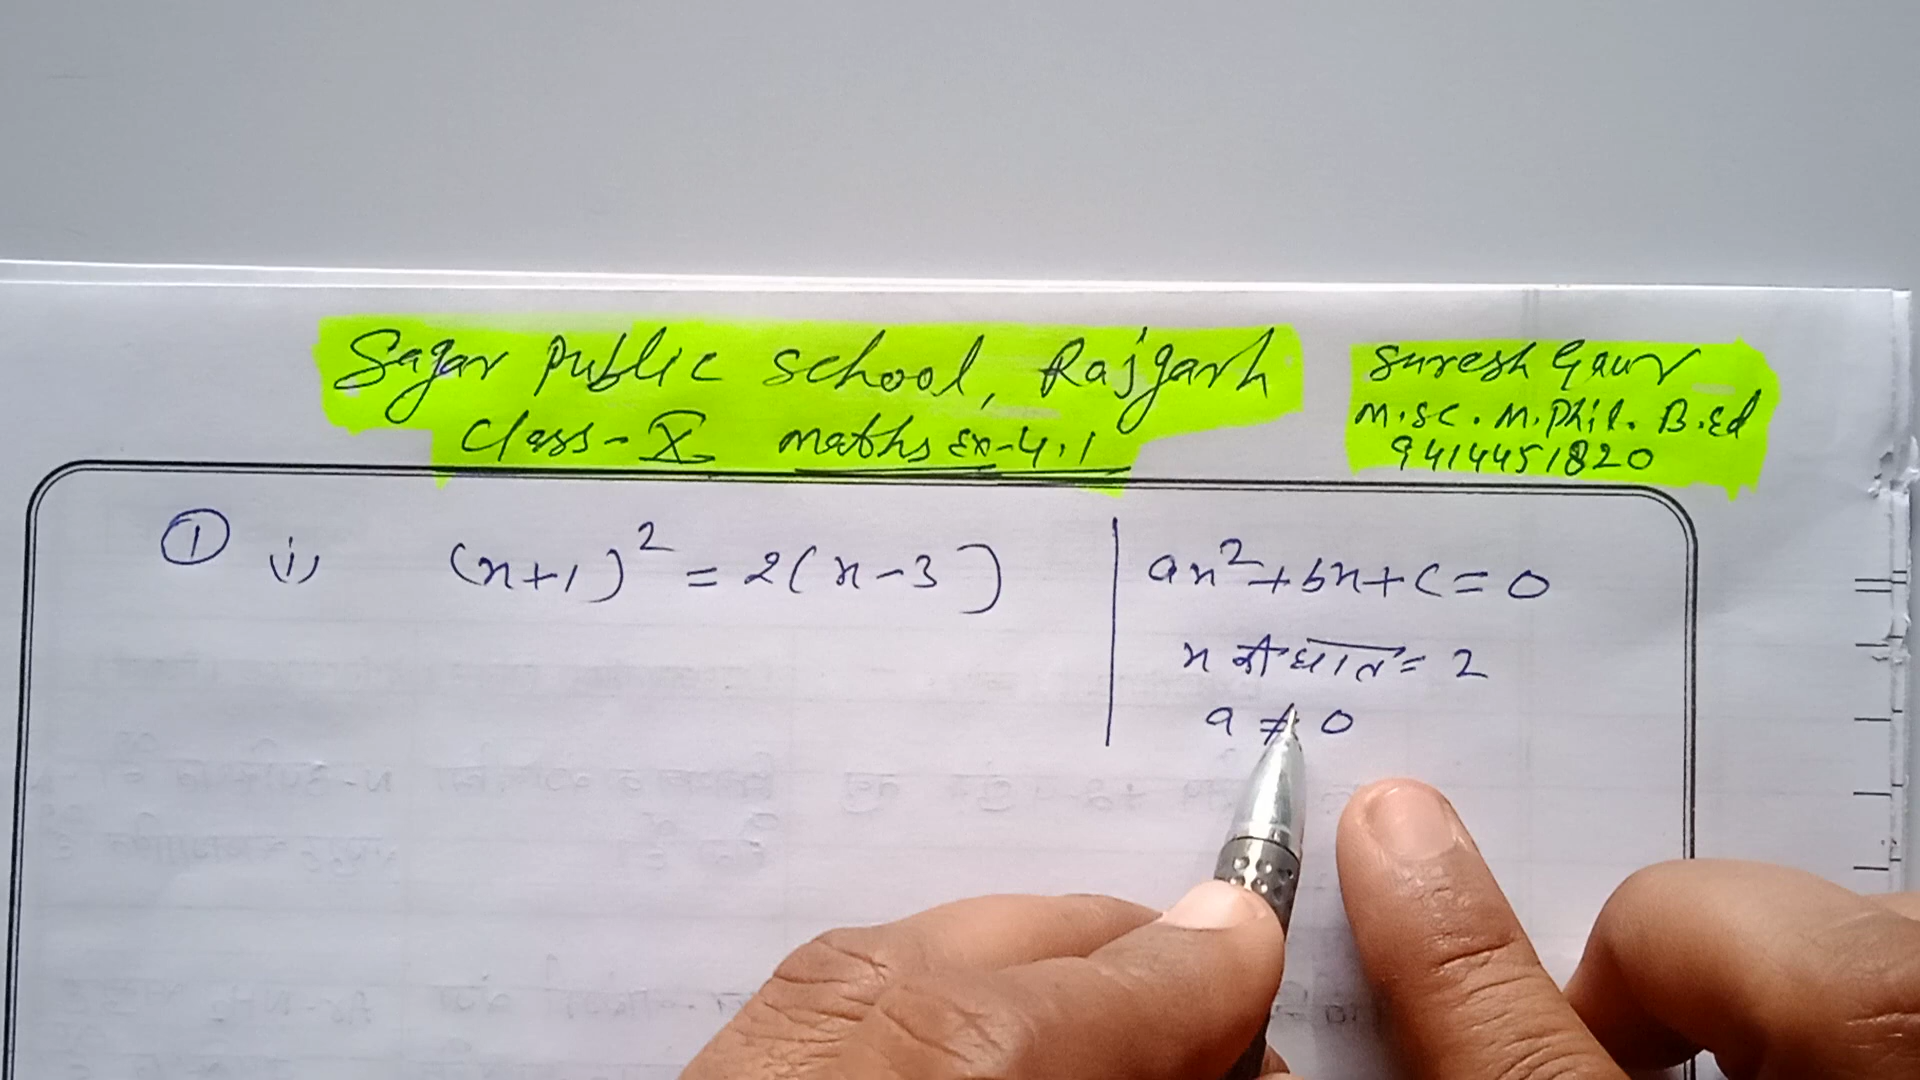 Sagar Public School, Rajgarh
Class-X Maths Ex-4.1
Suresh Gaur
M.Sc. M.Phil. B.Ed
9414451820
① i) (x+1)² = 2(x-3)
ax²+bx+c=0
x की घात = 2
a ≠ 0